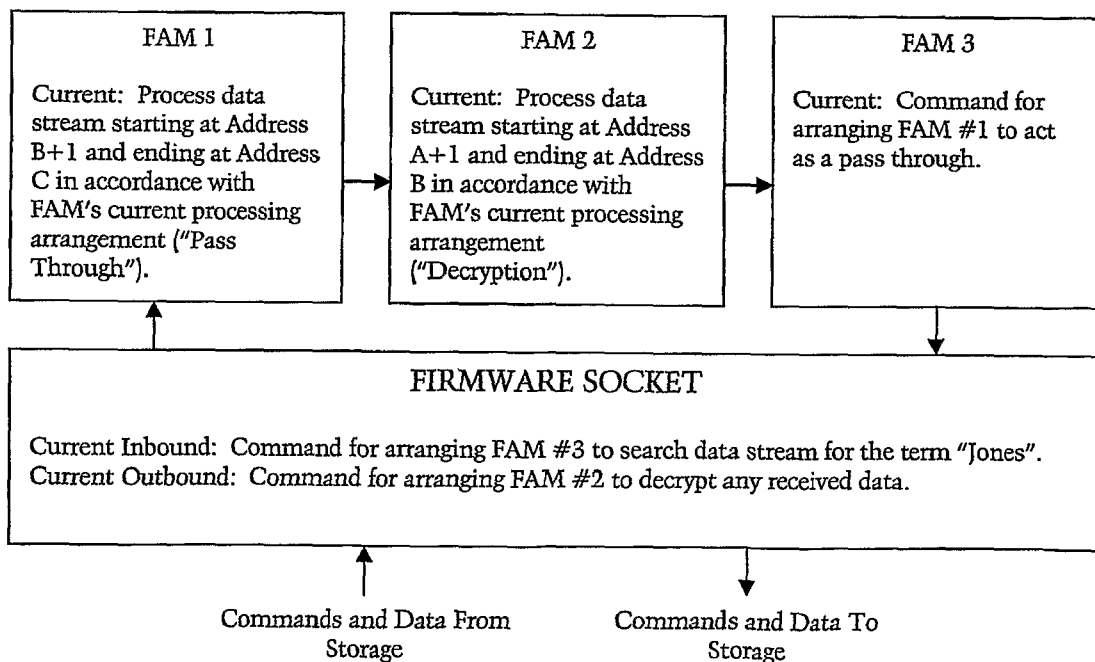 FAM 1
Current: Process data
stream starting at Address
B+1 and ending at Address
C in accordance with
FAM's current processing
arrangement ("Pass
Through").
FAM 2
Current: Process data
stream starting at Address
A+1 and ending at Address
B in accordance with
FAM's current processing
arrangement
("Decryption").
FAM 3
Current: Command for
arranging FAM #1 to act
as a pass through.
FIRMWARE SOCKET
Current Inbound: Command for arranging FAM #3 to search data stream for the term "Jones".
Current Outbound: Command for arranging FAM #2 to decrypt any received data.
Commands and Data From
Storage
Commands and Data To
Storage